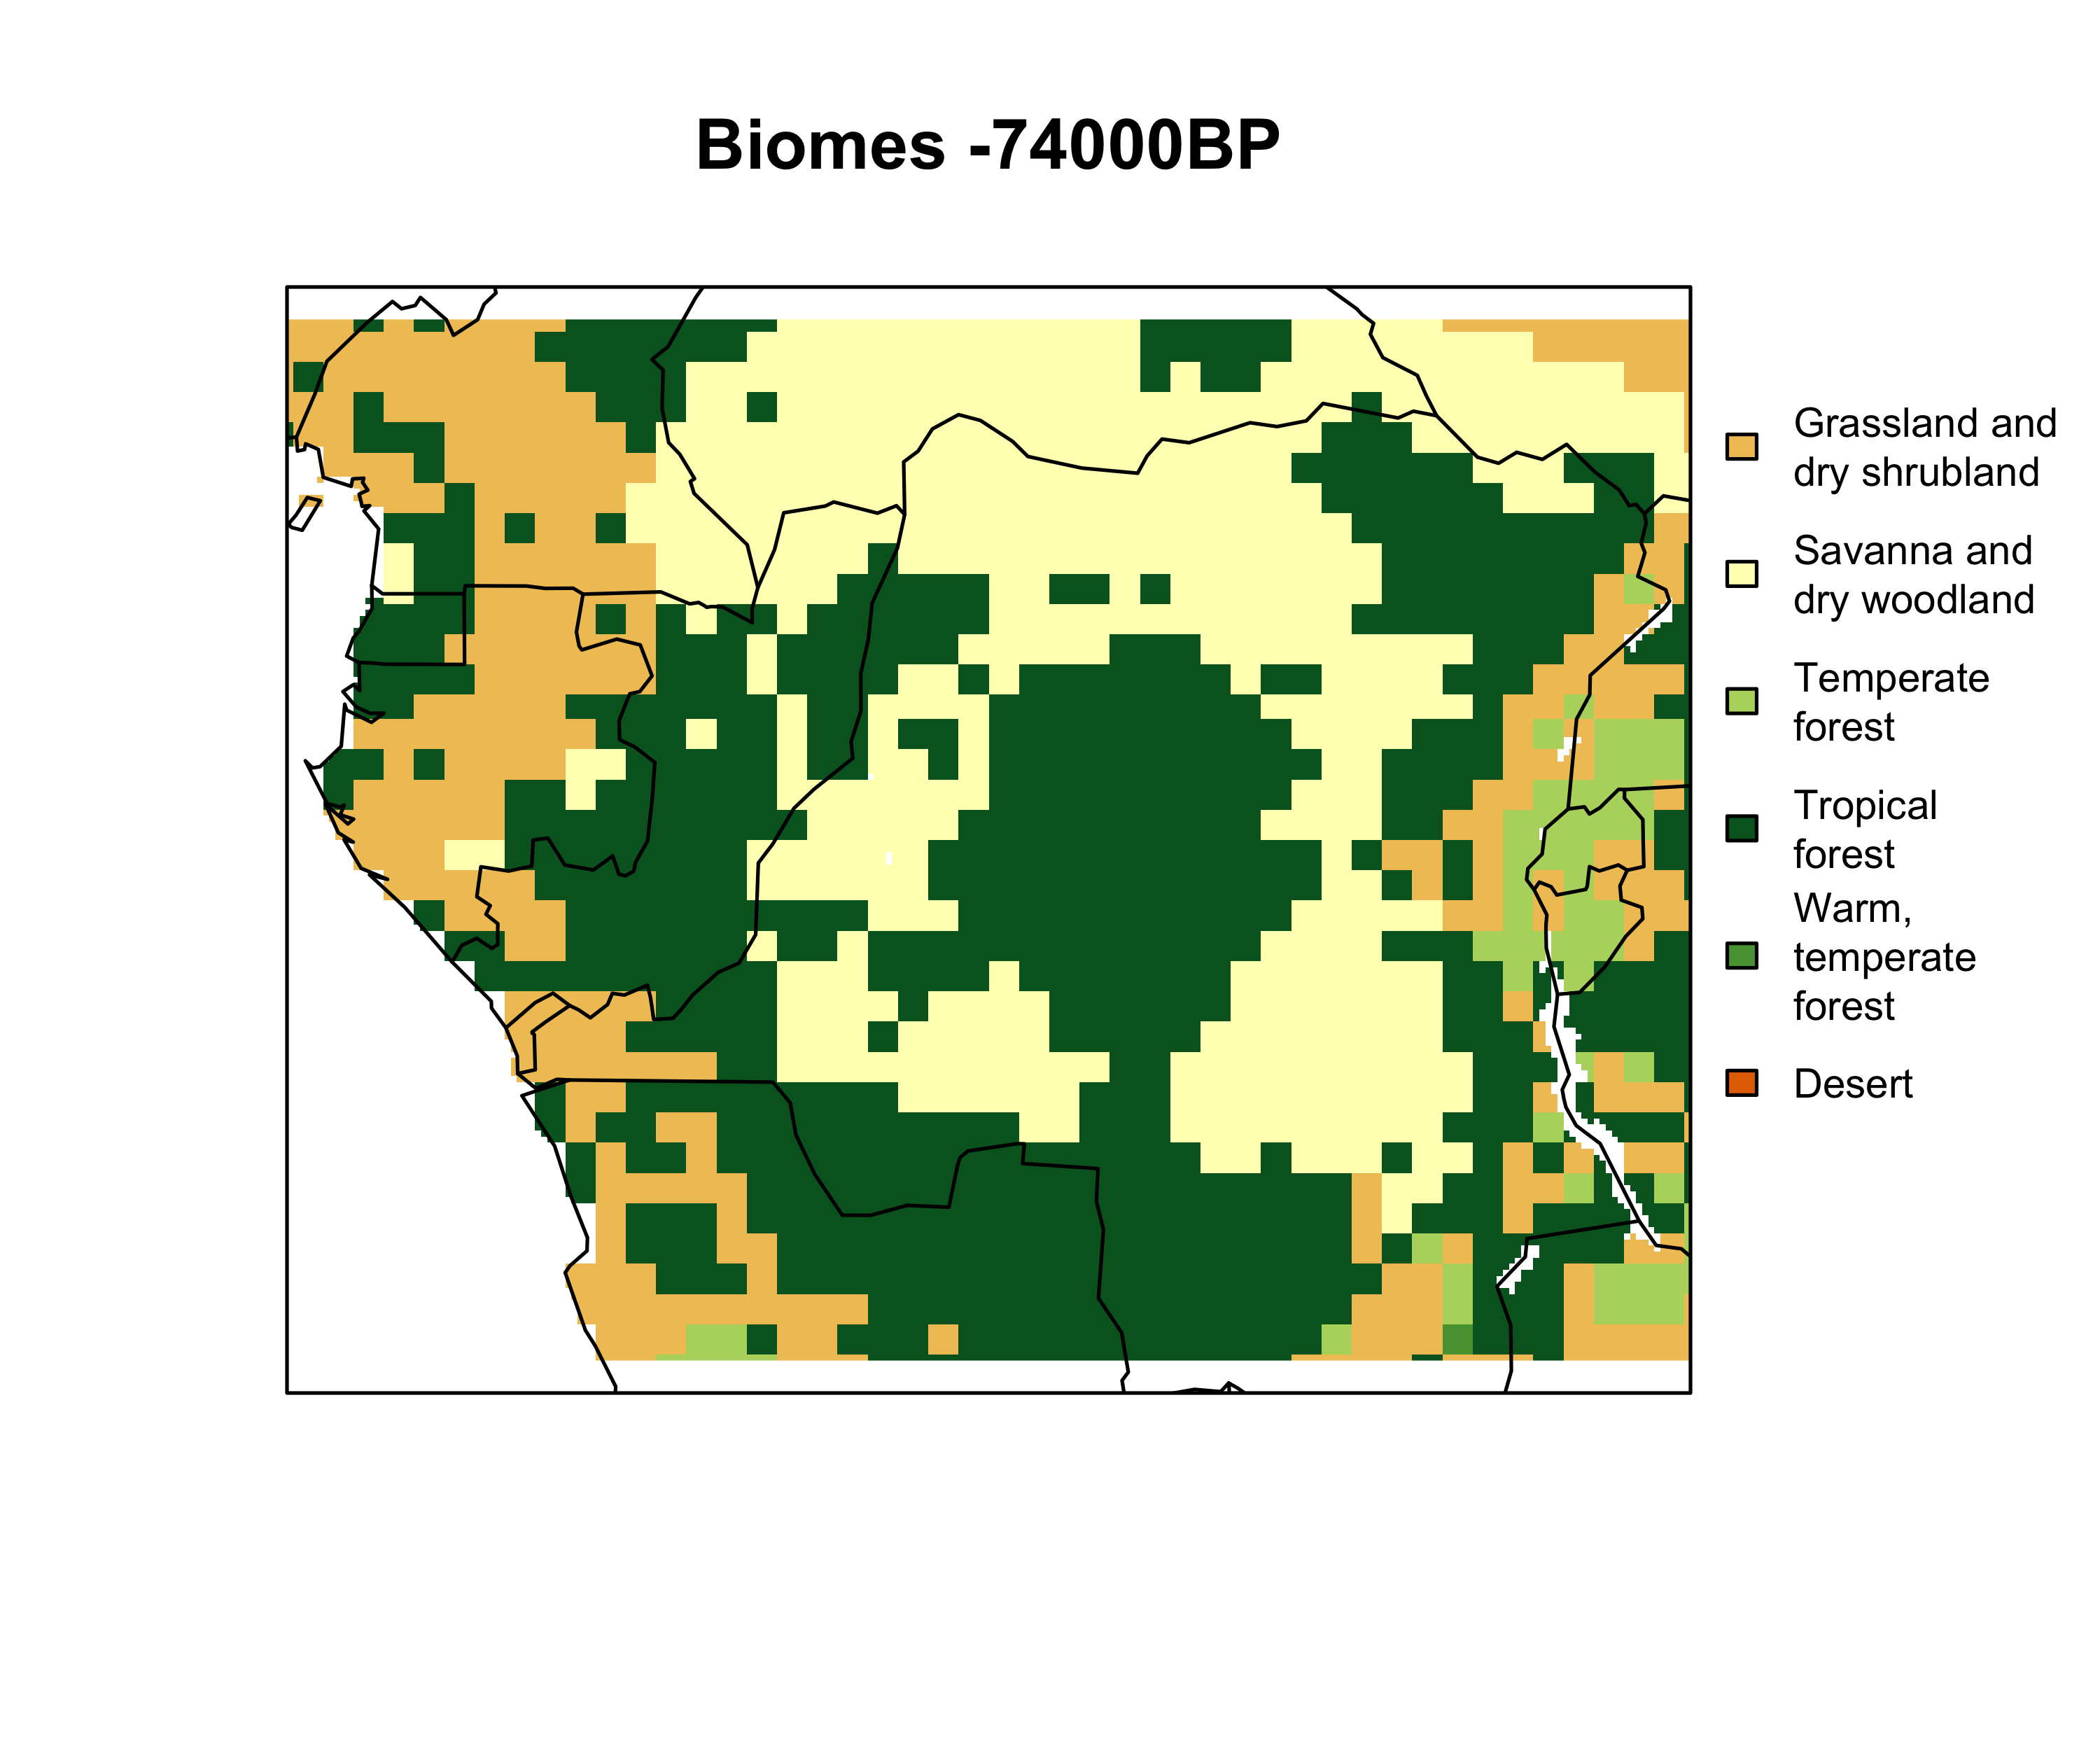 Biomes -74000BP
Grassland and
dry shrubland
Savanna and
dry woodland
Temperate
forest
Tropical
forest
Warm,
temperate
forest
Desert